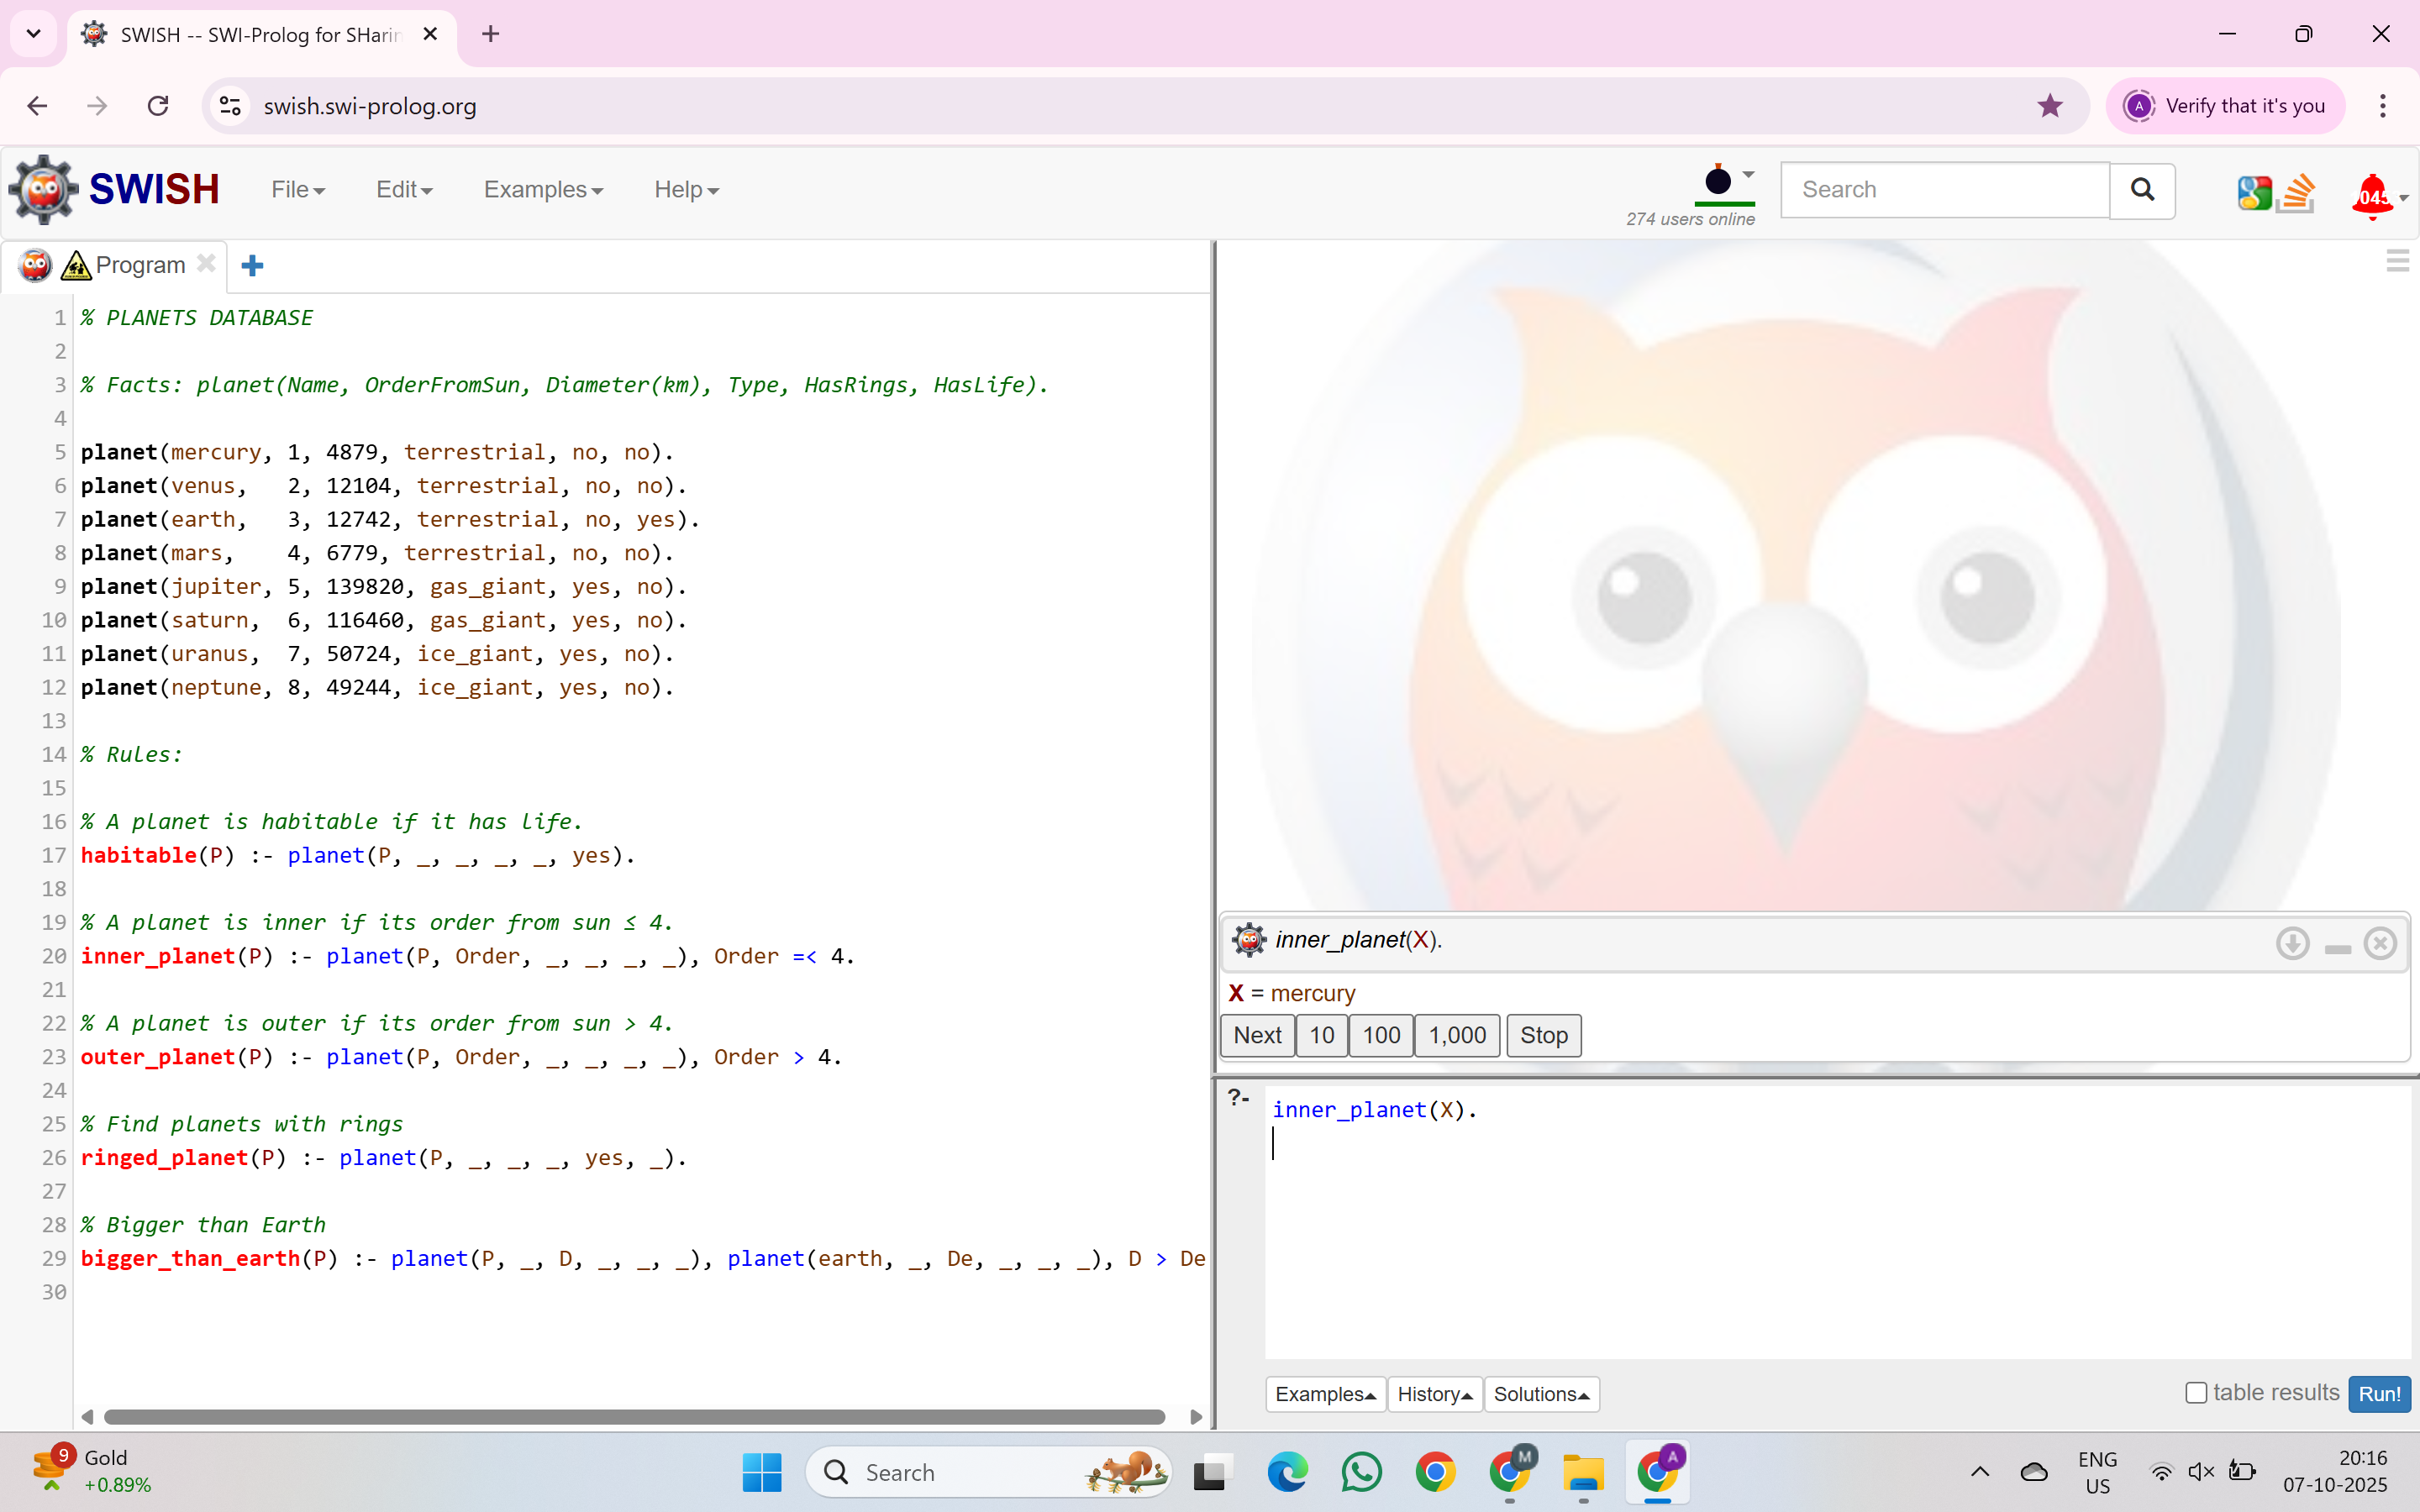 SWISH -- SWI-Prolog for SHarin
swish.swi-prolog.org
A Verify that it's you
SWISH File Edit Examples Help
274 users online
Search
Program
1 % PLANETS DATABASE
2
3 % Facts: planet(Name, OrderFromSun, Diameter(km), Type, HasRings, HasLife).
4
5 planet(mercury, 1, 4879, terrestrial, no, no).
6 planet(venus,   2, 12104, terrestrial, no, no).
7 planet(earth,   3, 12742, terrestrial, no, yes).
8 planet(mars,    4, 6779, terrestrial, no, no).
9 planet(jupiter, 5, 139820, gas_giant, yes, no).
10 planet(saturn,  6, 116460, gas_giant, yes, no).
11 planet(uranus,  7, 50724, ice_giant, yes, no).
12 planet(neptune, 8, 49244, ice_giant, yes, no).
13
14 % Rules:
15
16 % A planet is habitable if it has life.
17 habitable(P) :- planet(P, _, _, _, _, yes).
18
19 % A planet is inner if its order from sun ≤ 4.
20 inner_planet(P) :- planet(P, Order, _, _, _, _), Order =< 4.
21
22 % A planet is outer if its order from sun > 4.
23 outer_planet(P) :- planet(P, Order, _, _, _, _), Order > 4.
24
25 % Find planets with rings
26 ringed_planet(P) :- planet(P, _, _, _, yes, _).
27
28 % Bigger than Earth
29 bigger_than_earth(P) :- planet(P, _, D, _, _, _), planet(earth, _, De, _, _, _), D > De
30
inner_planet(X).
X = mercury
Next 10 100 1,000 Stop
?- inner_planet(X).
Examples History Solutions
table results Run!
9 Gold
+0.89%
Search
M
A
ENG
US
20:16
07-10-2025